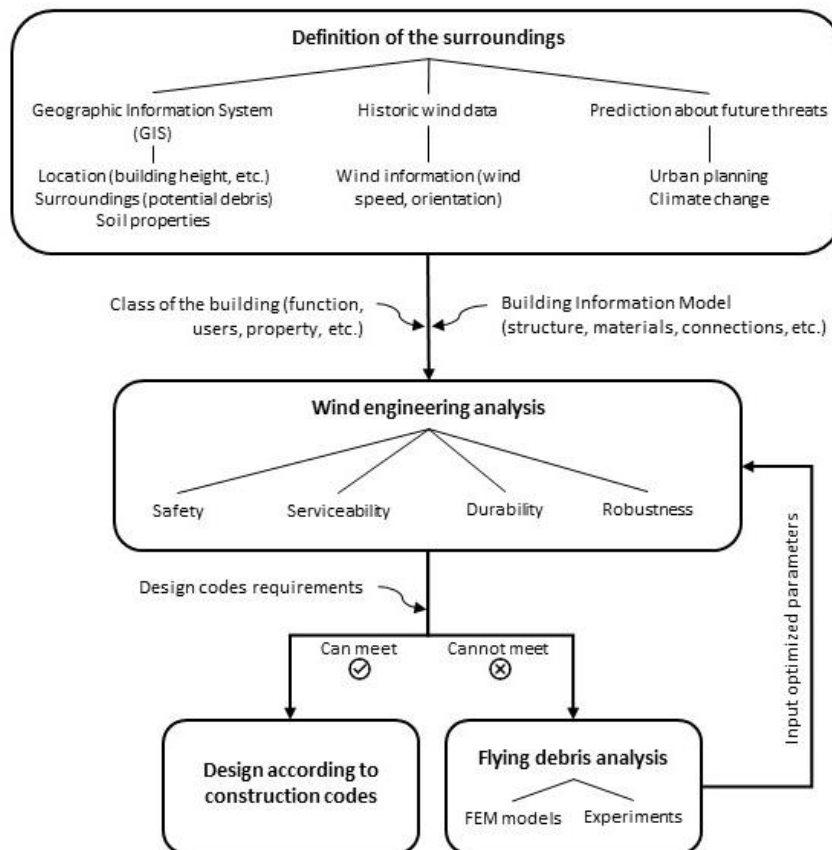 Definition of the surroundings
Geographic Information System
(GIS)
Historic wind data
Prediction about future threats
Location (building height, etc.)
Surroundings (potential debris)
Soil properties
Wind information (wind
speed, orientation)
Urban planning
Climate change
Class of the building (function,
users, property, etc.)
Building Information Model
(structure, materials, connections, etc.)
Wind engineering analysis
Safety
Serviceability
Durability
Robustness
Input optimized parameters
Design codes requirements
Can meet
Cannot meet
Design according to
construction codes
Flying debris analysis
FEM models
Experiments